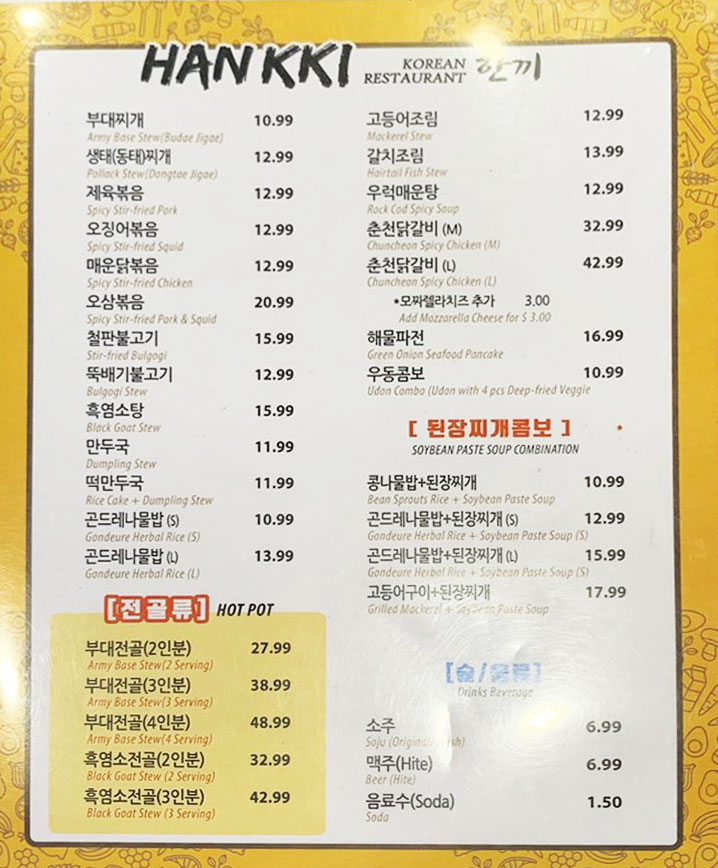 HANKKI KOREAN RESTAURANT 한끼
부대찌개 10.99
Army Base Stew(Budae Jigae)
생태(동태)찌개 12.99
Pollack Stew(Dongtae Jigae)
제육볶음 12.99
Spicy Stir-fried Pork
오징어볶음 12.99
Spicy Stir-fried Squid
매운닭볶음 12.99
Spicy Stir-fried Chicken
오삼볶음 20.99
Spicy Stir-fried Pork & Squid
철판불고기 15.99
Stir-fried Bulgogi
뚝배기불고기 12.99
Bulgogi Stew
흑염소탕 15.99
Black Goat Stew
만두국 11.99
Dumpling Stew
떡만두국 11.99
Rice Cake + Dumpling Stew
곤드레나물밥 (S) 10.99
Gondeure Herbal Rice (S)
곤드레나물밥 (L) 13.99
Gondeure Herbal Rice (L)
[전골류] HOT POT
부대전골(2인분) 27.99
Army Base Stew(2 Serving)
부대전골(3인분) 38.99
Army Base Stew(3 Serving)
부대전골(4인분) 48.99
Army Base Stew(4 Serving)
흑염소전골(2인분) 32.99
Black Goat Stew (2 Serving)
흑염소전골(3인분) 42.99
Black Goat Stew (3 Serving)
고등어조림 12.99
Mackerel Stew
갈치조림 13.99
Hairtail Fish Stew
우럭매운탕 12.99
Rock Cod Spicy Soup
춘천닭갈비 (M) 32.99
Chuncheon Spicy Chicken (M)
춘천닭갈비 (L) 42.99
Chuncheon Spicy Chicken (L)
*모짜렐라치즈 추가 3.00
Add Mozzarella Cheese for $ 3.00
해물파전 16.99
Green Onion Seafood Pancake
우동콤보 10.99
Udon Combo (Udon with 4 pcs Deep-fried Veggie
[ 된장찌개콤보 ]
SOYBEAN PASTE SOUP COMBINATION
콩나물밥+된장찌개 10.99
Bean Sprouts Rice + Soybean Paste Soup
곤드레나물밥+된장찌개 (S) 12.99
Gondeure Herbal Rice + Soybean Paste Soup (S)
곤드레나물밥+된장찌개 (L) 15.99
Gondeure Herbal Rice + Soybean Paste Soup (S)
고등어구이+된장찌개 17.99
Grilled Mackerel + Soybean Paste Soup
[술/음료]
Drinks Beverage
소주 6.99
Soju (Original
맥주(Hite) 6.99
Beer (Hite)
음료수(Soda) 1.50
Soda